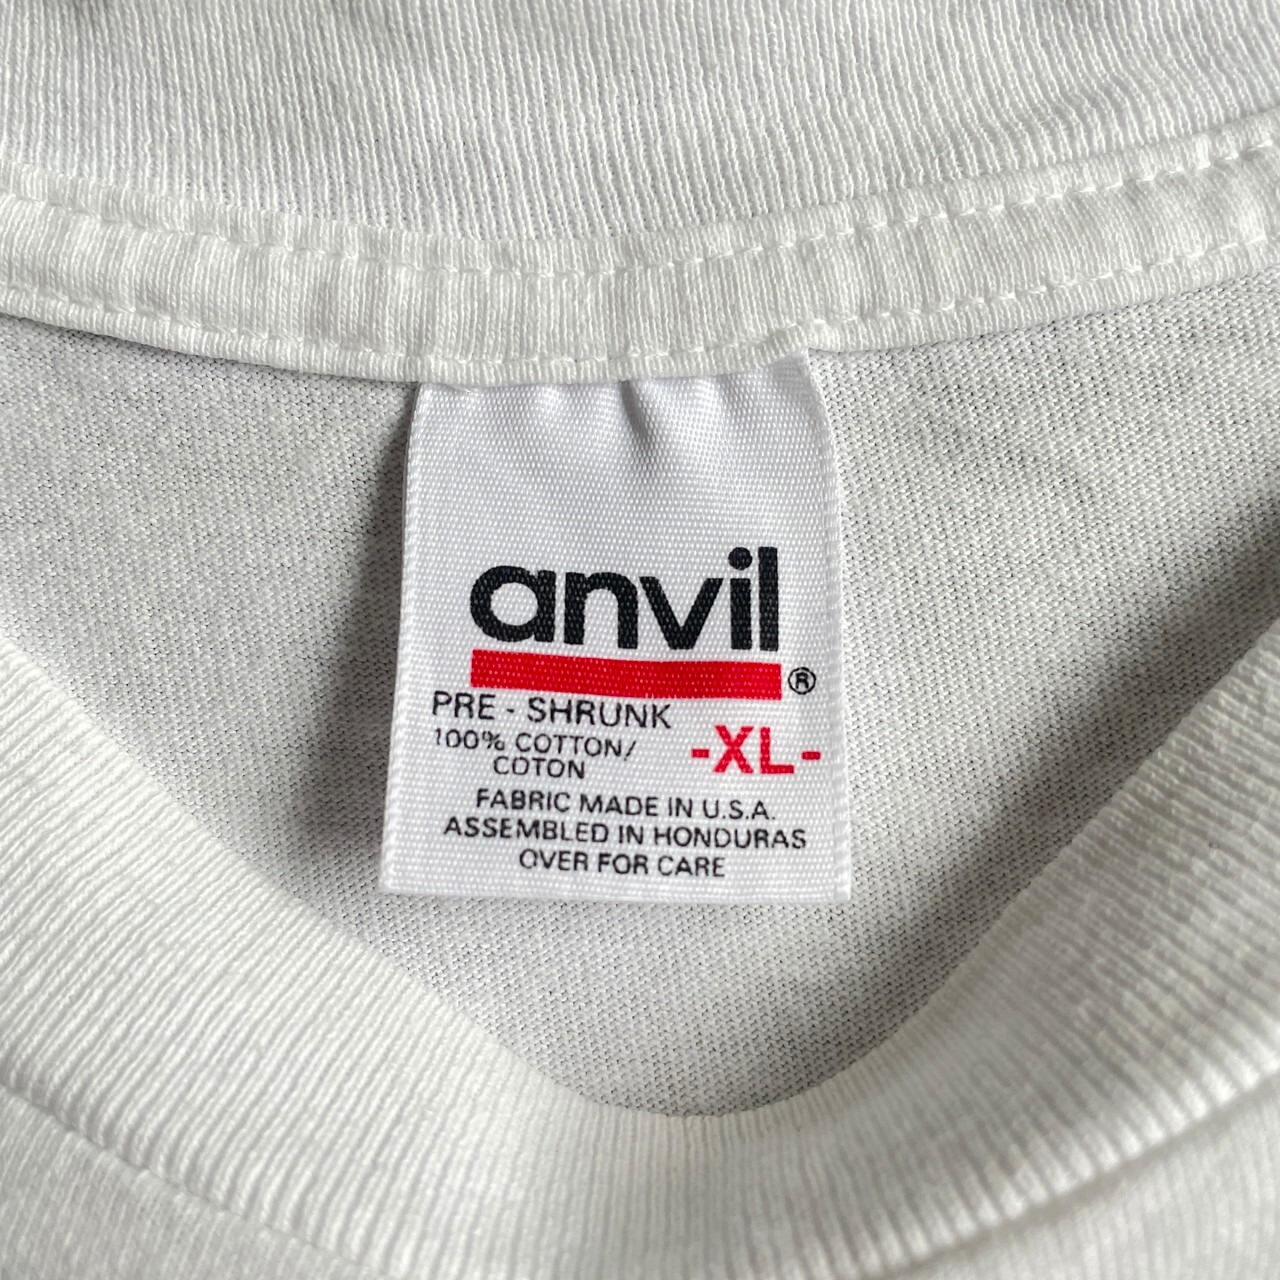 anvil®
PRE - SHRUNK
-XL-
100% COTTON/
COTON
FABRIC MADE IN U.S.A.
ASSEMBLED IN HONDURAS
OVER FOR CARE